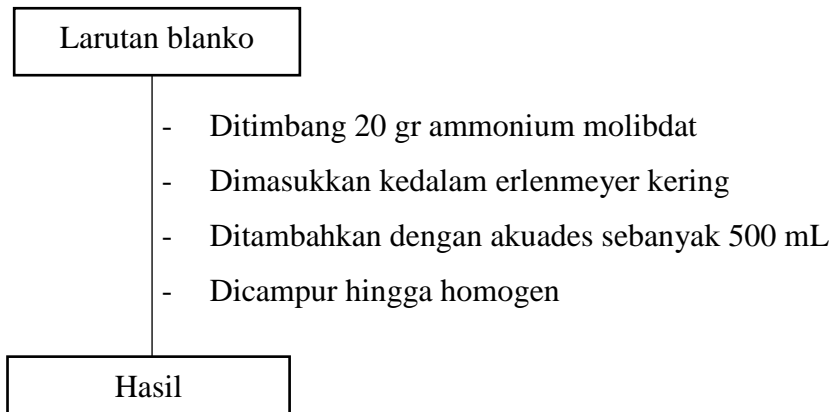 Larutan blanko
- Ditimbang 20 gr ammonium molibdat
- Dimasukkan kedalam erlenmeyer kering
- Ditambahkan dengan akuades sebanyak 500 mL
- Dicampur hingga homogen
Hasil